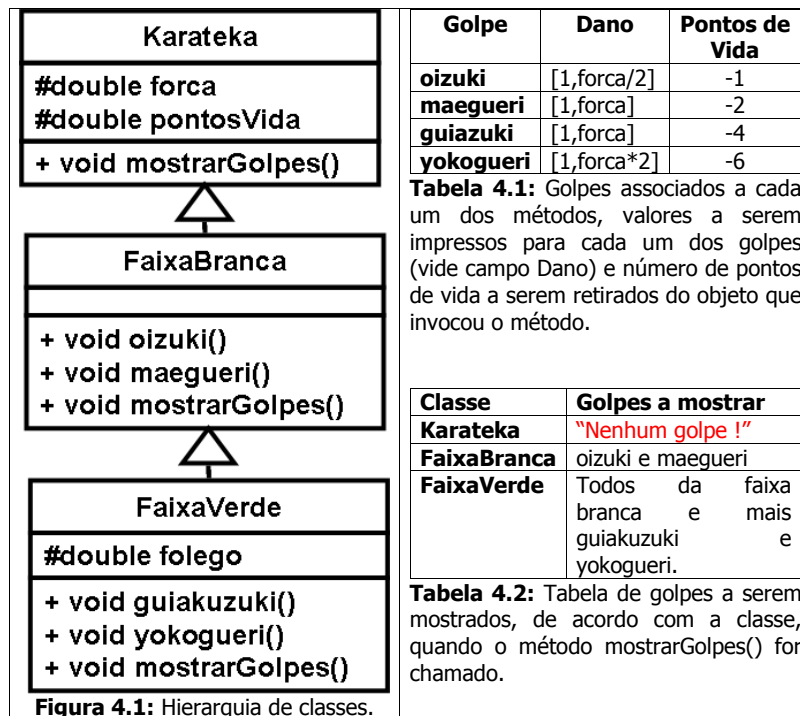 Karateka
#double forca
#double pontosVida
+ void mostrarGolpes()
FaixaBranca
+ void oizuki()
+ void maegueri()
+ void mostrarGolpes()
FaixaVerde
#double folego
+ void guiakuzuki()
+ void yokogueri()
+ void mostrarGolpes()
Figura 4.1: Hierarquia de classes.
Golpe Dano Pontos de
Vida
oizuki [1,forca/2] -1
maegueri [1,forca] -2
guiazuki [1,forca] -4
yokogueri [1,forca*2] -6
Tabela 4.1: Golpes associados a cada
um dos métodos, valores a serem
impressos para cada um dos golpes
(vide campo Dano) e número de pontos
de vida a serem retirados do objeto que
invocou o método.
Classe Golpes a mostrar
Karateka “Nenhum golpe !”
FaixaBranca oizuki e maegueri
FaixaVerde Todos da faixa
branca e mais
guiakuzuki e
yokogueri.
Tabela 4.2: Tabela de golpes a serem
mostrados, de acordo com a classe,
quando o método mostrarGolpes() for
chamado.